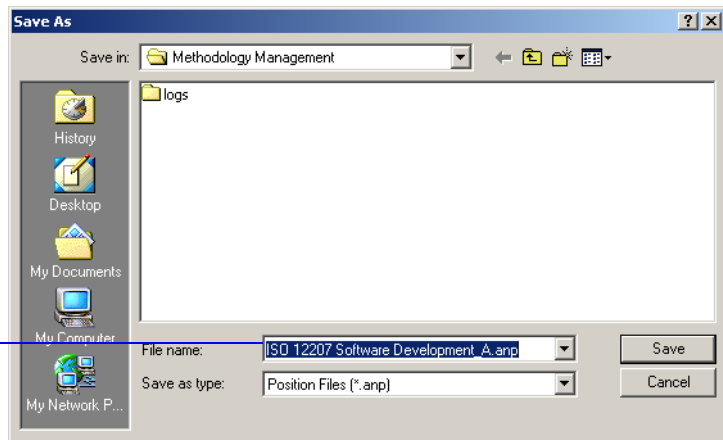 Save As
Save in:
Methodology Management
logs
History
Desktop
My Documents
My Computer
My Network P...
File name:
ISO 12207 Software Development_A.anp
Save
Save as type:
Position Files (*.anp)
Cancel